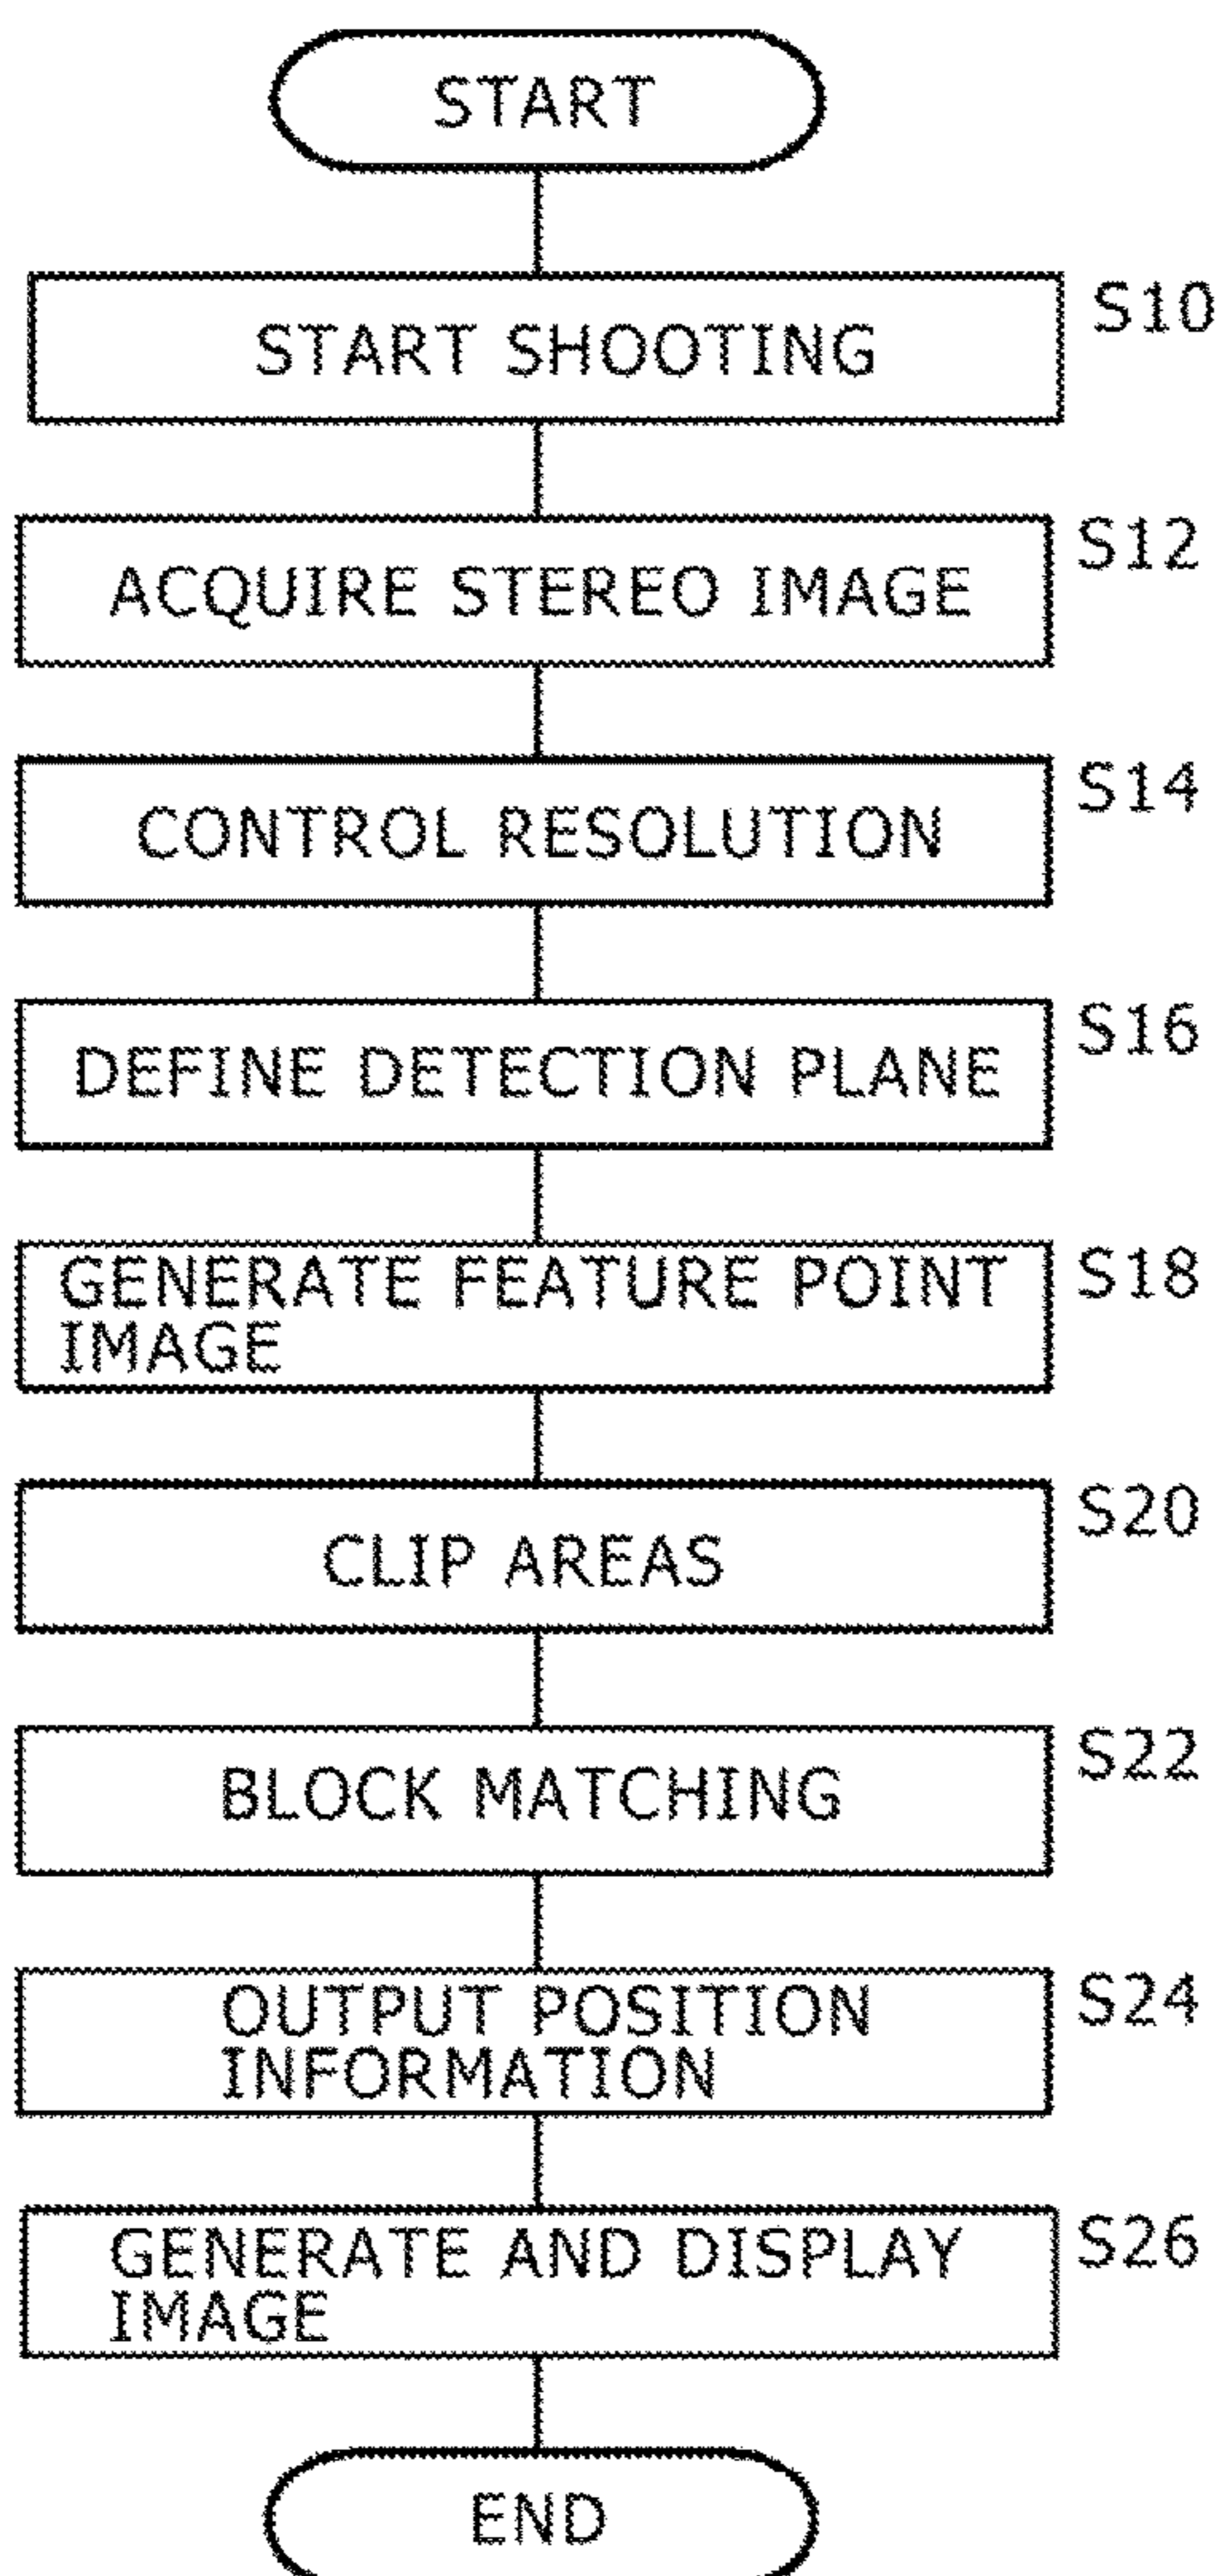 START
START SHOOTING
S10
ACQUIRE STEREO IMAGE
S12
CONTROL RESOLUTION
S14
DEFINE DETECTION PLANE
S16
GENERATE FEATURE POINT
IMAGE
S18
CLIP AREAS
S20
BLOCK MATCHING
S22
OUTPUT POSITION
INFORMATION
S24
GENERATE AND DISPLAY
IMAGE
S26
END